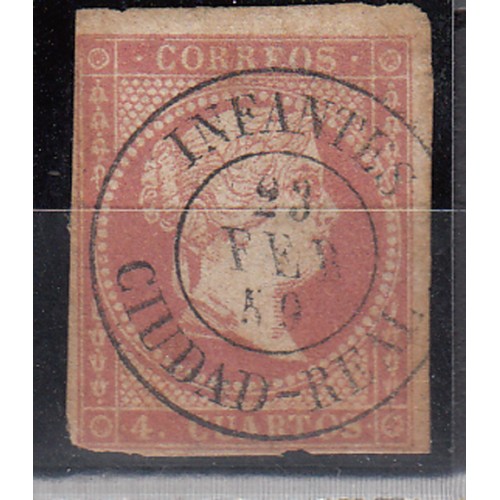 CORREOS
INFANTES
23
FEB
59
CIUDAD-REAL
4. CUARTOS